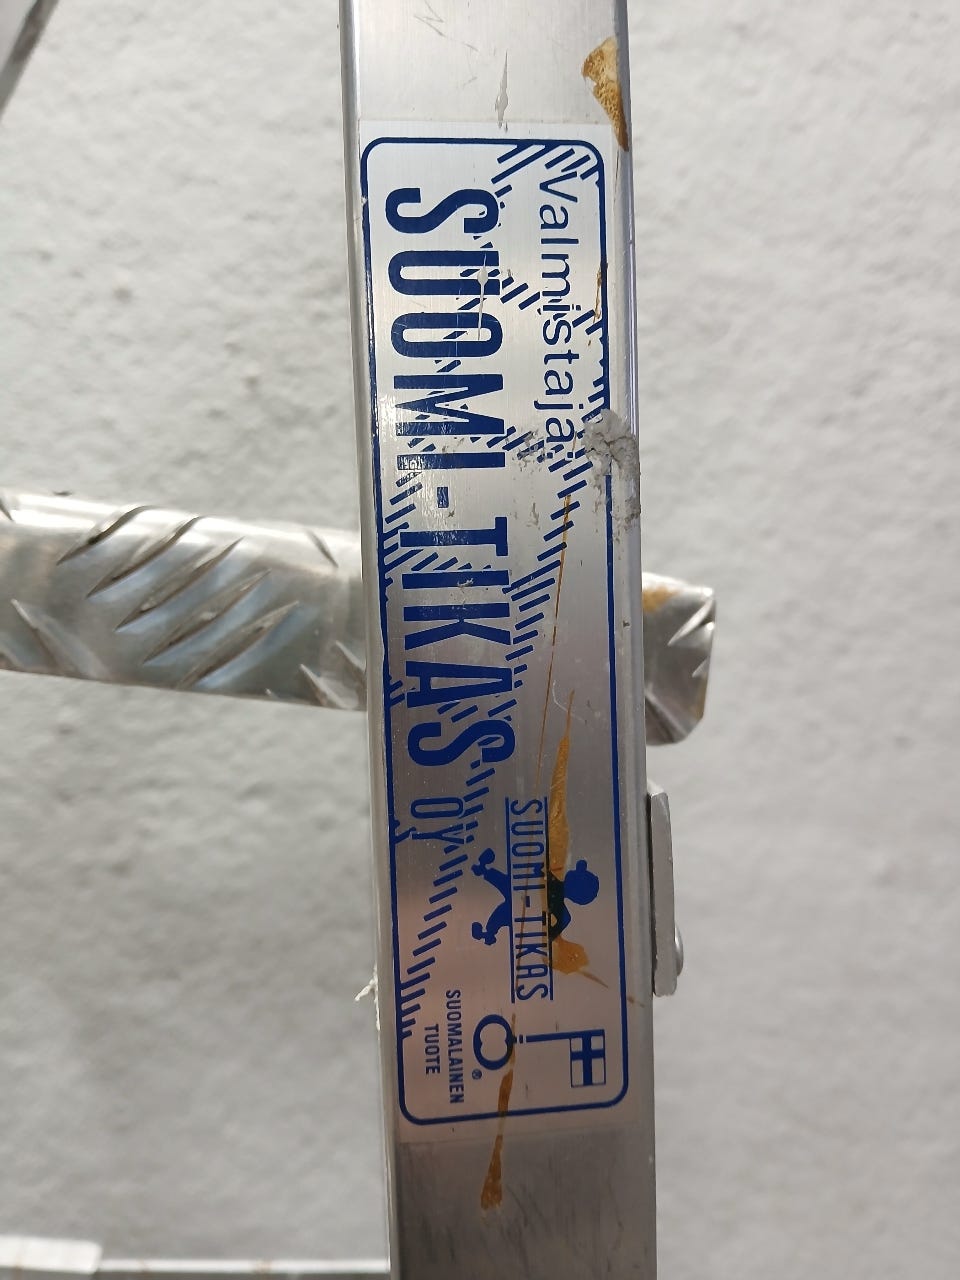 Valmistaja:
SUOMI-TIKAS OY
SUOMI-TIKAS
®
SUOMALAINEN
TUOTE